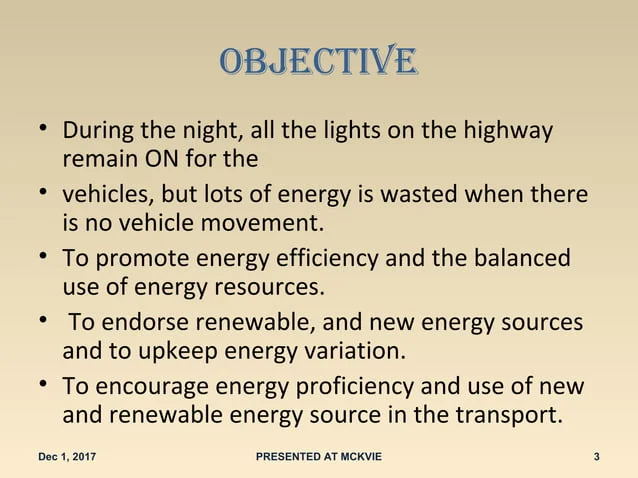 OBJECTIVE
• During the night, all the lights on the highway
remain ON for the
• vehicles, but lots of energy is wasted when there
is no vehicle movement.
• To promote energy efficiency and the balanced
use of energy resources.
• To endorse renewable, and new energy sources
and to upkeep energy variation.
• To encourage energy proficiency and use of new
and renewable energy source in the transport.
Dec 1, 2017 PRESENTED AT MCKVIE 3